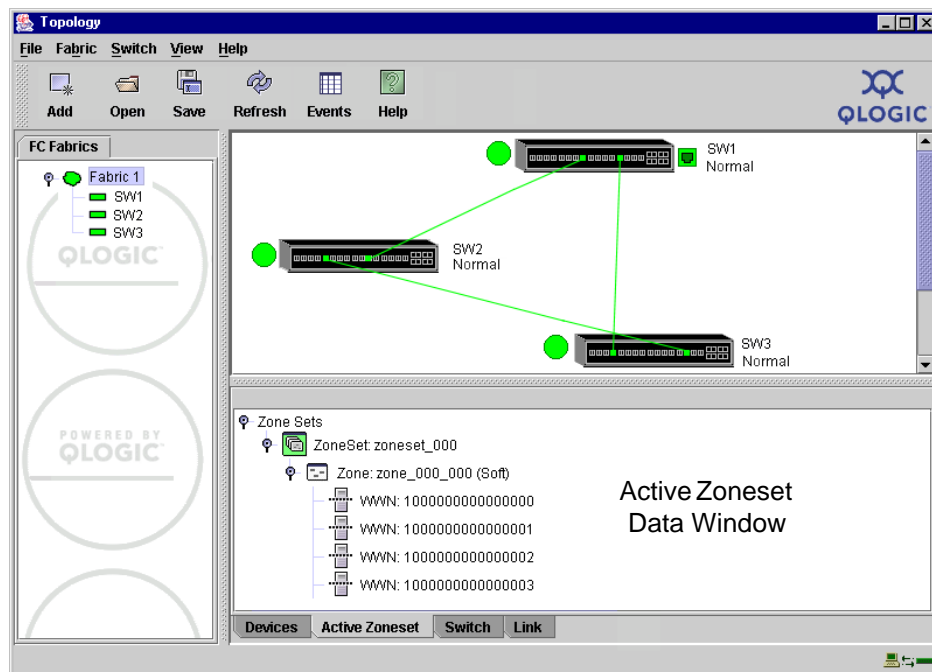 Topology
File Fabric Switch View Help
Add Open Save Refresh Events Help
QLOGIC
FC Fabrics
Fabric 1
SW1
SW2
SW3
QLOGIC
POWERED BY
QLOGIC
SW1
Normal
SW2
Normal
SW3
Normal
Zone Sets
ZoneSet: zoneset_000
Zone: zone_000_000 (Soft)
WWN: 1000000000000000
WWN: 1000000000000001
WWN: 1000000000000002
WWN: 1000000000000003
Active Zoneset
Data Window
Devices Active Zoneset Switch Link